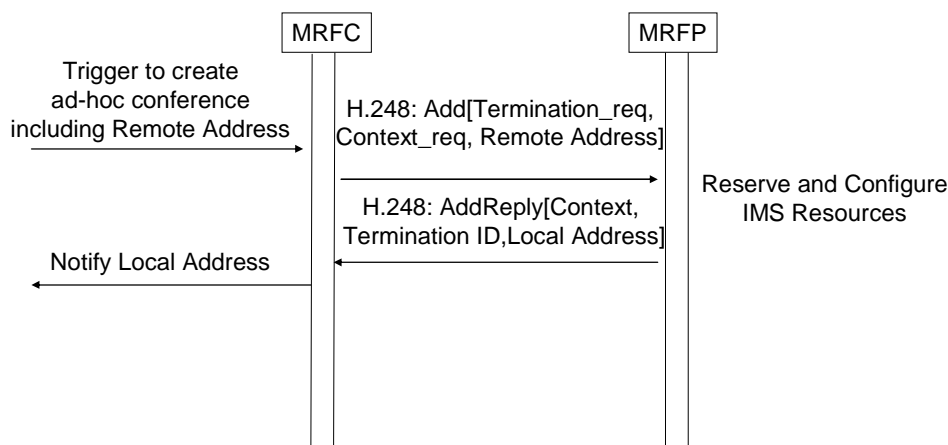 MRFC
MRFP
Trigger to create
ad-hoc conference
including Remote Address
H.248: Add[Termination_req,
Context_req, Remote Address]
Reserve and Configure
IMS Resources
H.248: AddReply[Context,
Termination ID,Local Address]
Notify Local Address